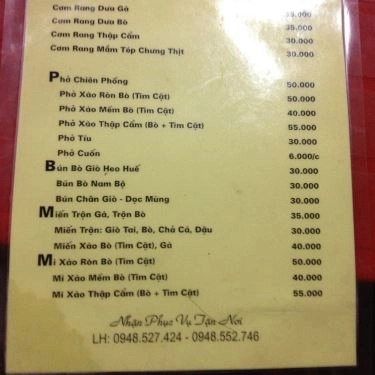 Cơm Rang Dưa Gà 35.000
Cơm Rang Dưa Bò 35.000
Cơm Rang Thập Cẩm 30.000
Cơm Rang Mắm Tép Chưng Thịt 30.000
Phở Chiên Phồng 50.000
Phở Xào Ròn Bò (Tim Cật) 50.000
Phở Xào Mềm Bò (Tim Cật) 40.000
Phở Xào Thập Cẩm (Bò + Tim Cật) 55.000
Phở Tíu 30.000
Phở Cuốn 6.000/c
Bún Bò Giò Heo Huế 30.000
Bún Bò Nam Bộ 30.000
Bún Chân Giò - Dọc Mùng 30.000
Miến Trộn Gà, Trộn Bò 35.000
Miến Trộn: Giò Tai, Bò, Chả Cá, Đậu 30.000
Miến Xào Bò (Tim Cật), Gà 40.000
Mì Xào Ròn Bò (Tim Cật) 50.000
Mì Xào Mềm Bò (Tim Cật) 40.000
Mì Xào Thập Cẩm (Bò + Tim Cật) 55.000
Nhận Phục Vụ Tận Nơi
LH: 0948.527.424 - 0948.552.746